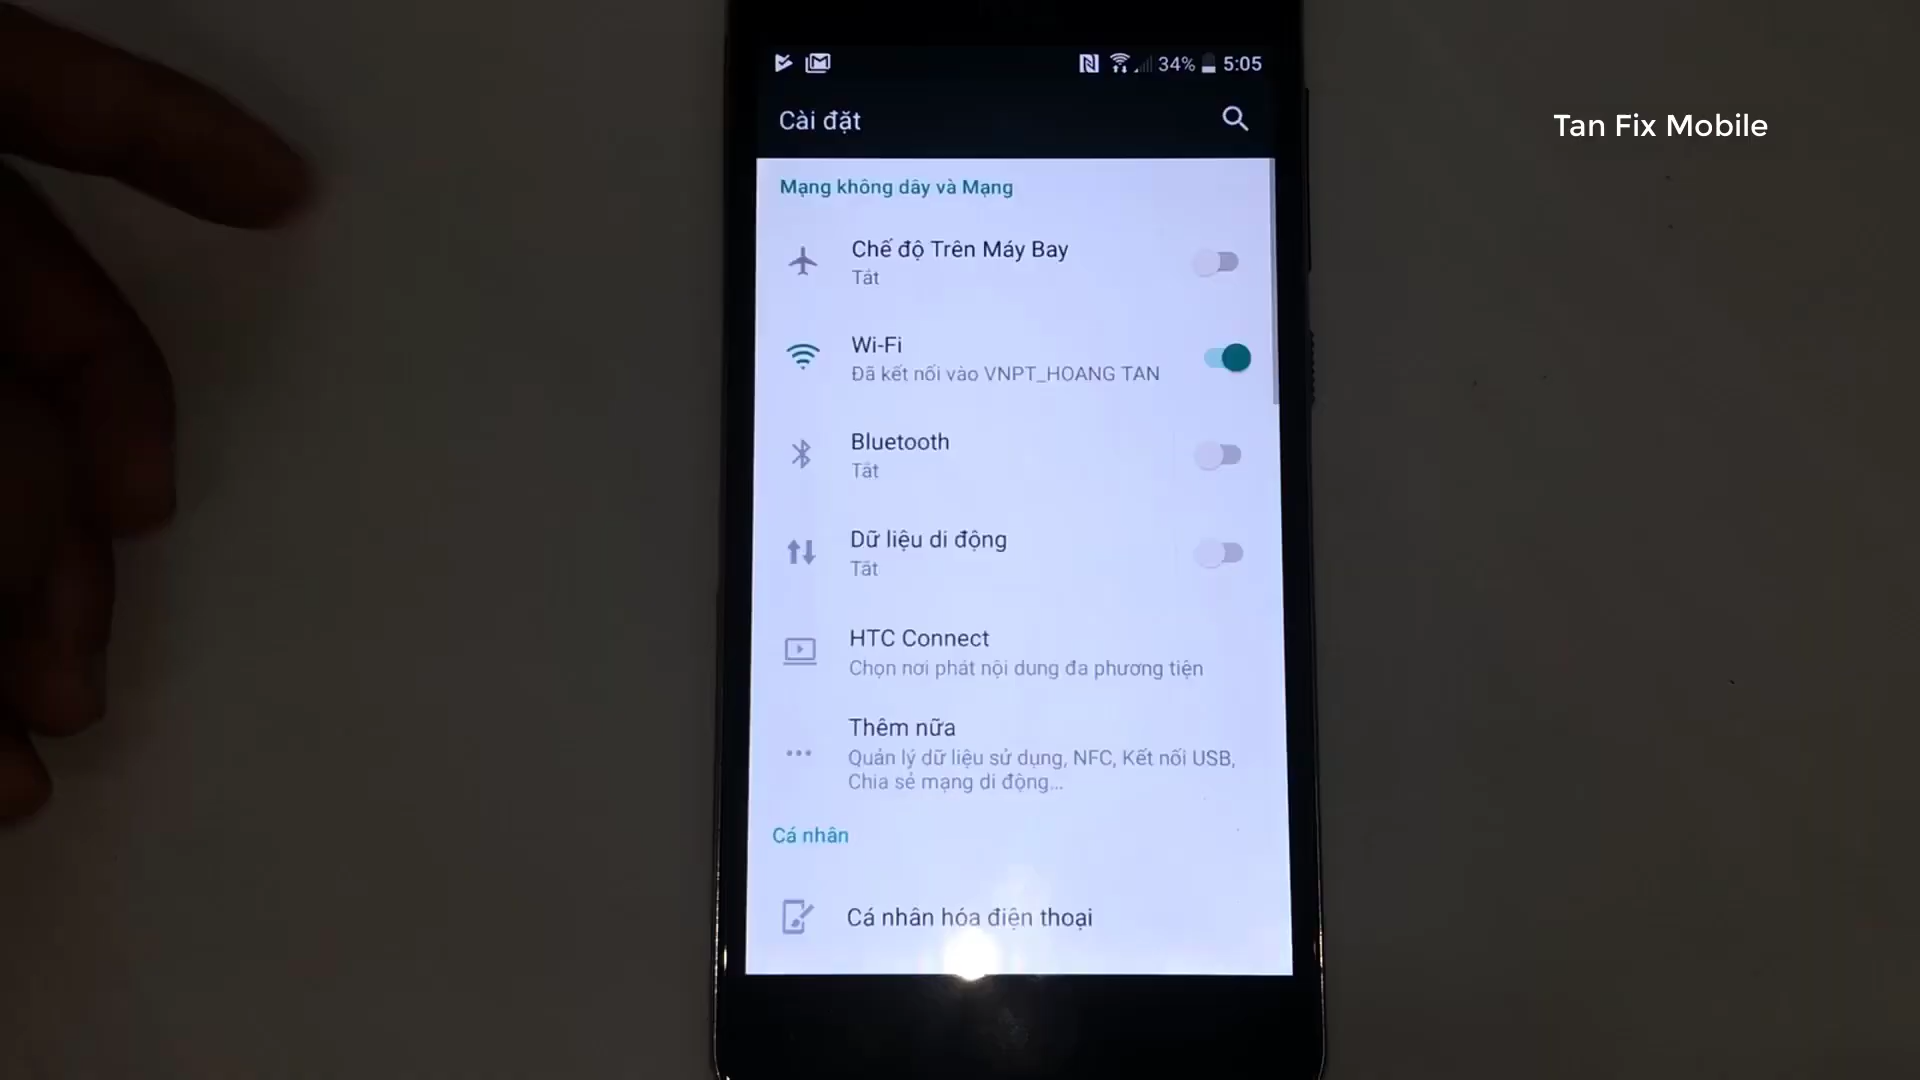 34% 5:05
Cài đặt
Tan Fix Mobile
Mạng không dây và Mạng
Chế độ Trên Máy Bay
Tắt
Wi-Fi
Đã kết nối vào VNPT_HOANG TAN
Bluetooth
Tắt
Dữ liệu di động
Tắt
HTC Connect
Chọn nơi phát nội dung đa phương tiện
Thêm nữa
Quản lý dữ liệu sử dụng, NFC, Kết nối USB,
Chia sẻ mạng di động...
Cá nhân
Cá nhân hóa điện thoại